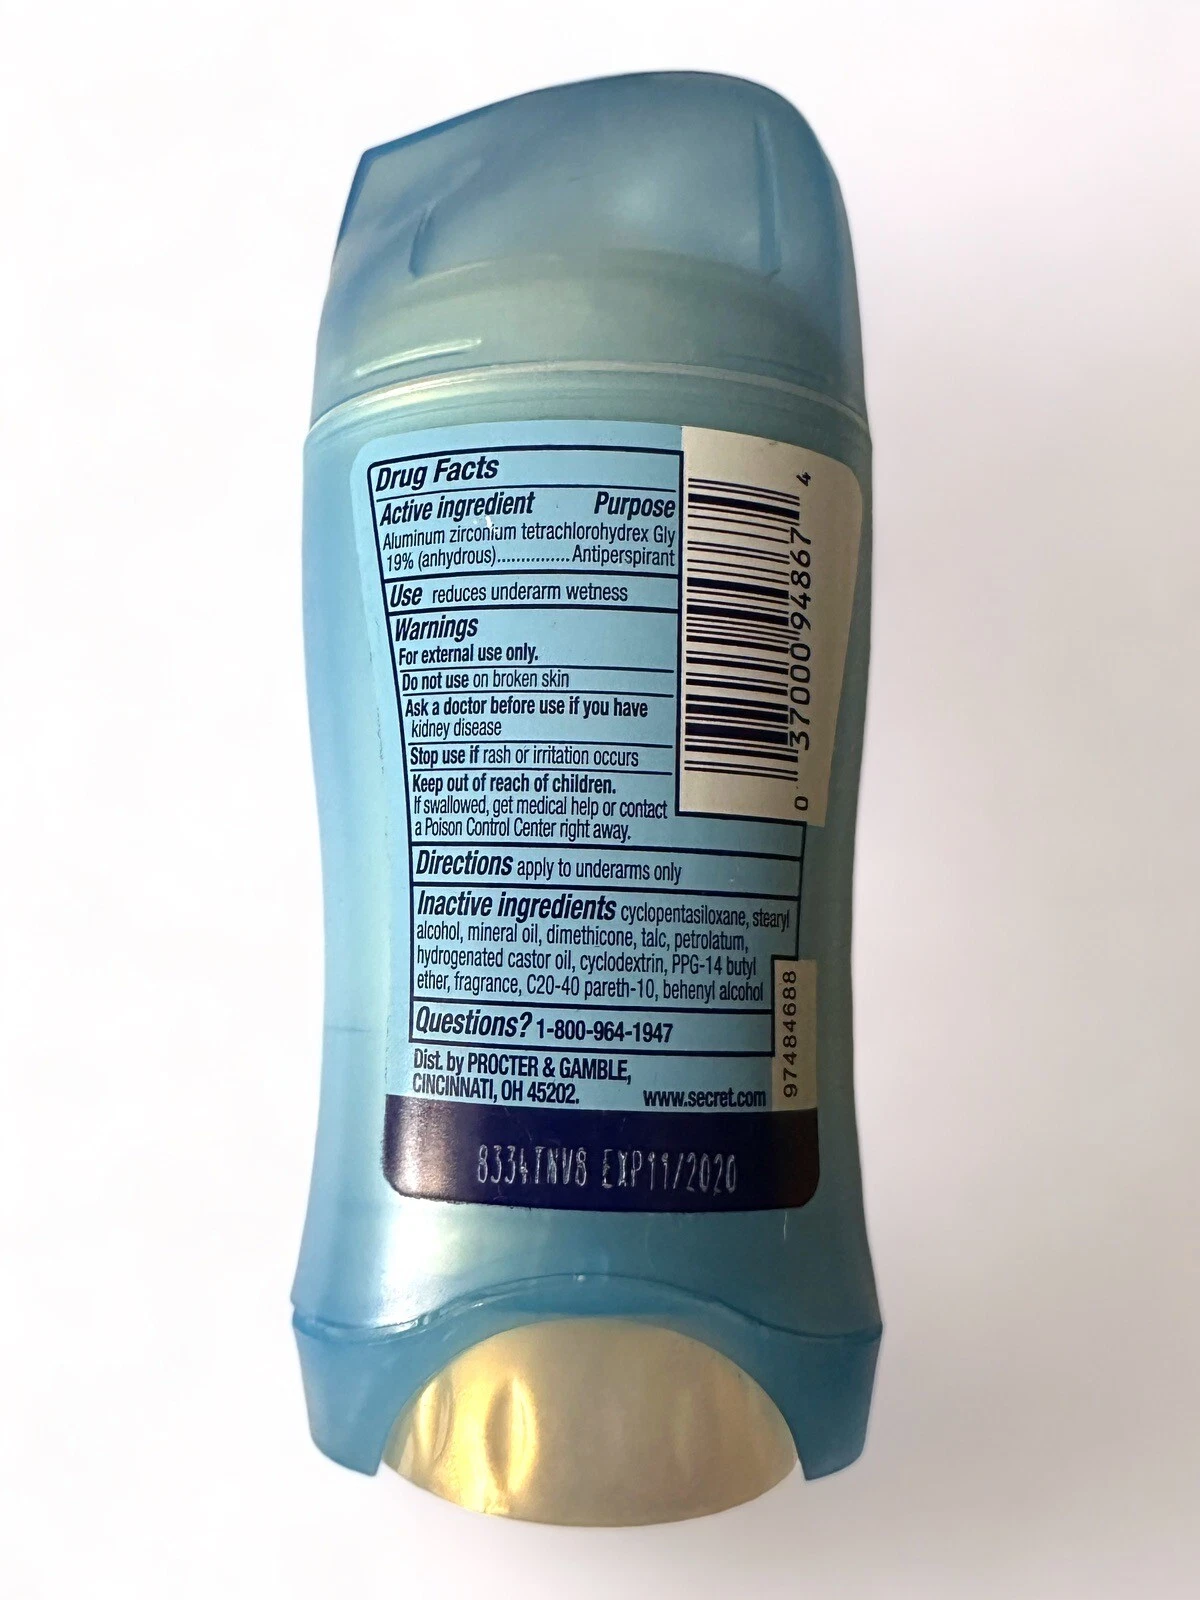 Drug Facts
Active ingredient Purpose
Aluminum zirconium tetrachlorohydrex Gly
19% (anhydrous)...............Antiperspirant
Use reduces underarm wetness
Warnings
For external use only.
Do not use on broken skin
Ask a doctor before use if you have
kidney disease
Stop use if rash or irritation occurs
Keep out of reach of children.
If swallowed, get medical help or contact
a Poison Control Center right away.
Directions apply to underarms only
Inactive ingredients cyclopentasiloxane, stearyl
alcohol, mineral oil, dimethicone, talc, petrolatum,
hydrogenated castor oil, cyclodextrin, PPG-14 butyl
ether, fragrance, C20-40 pareth-10, behenyl alcohol
Questions? 1-800-964-1947
Dist. by PROCTER & GAMBLE,
CINCINNATI, OH 45202. www.secret.com
0 37000 94867 4
97484688
8334TNV8 EXP11/2020